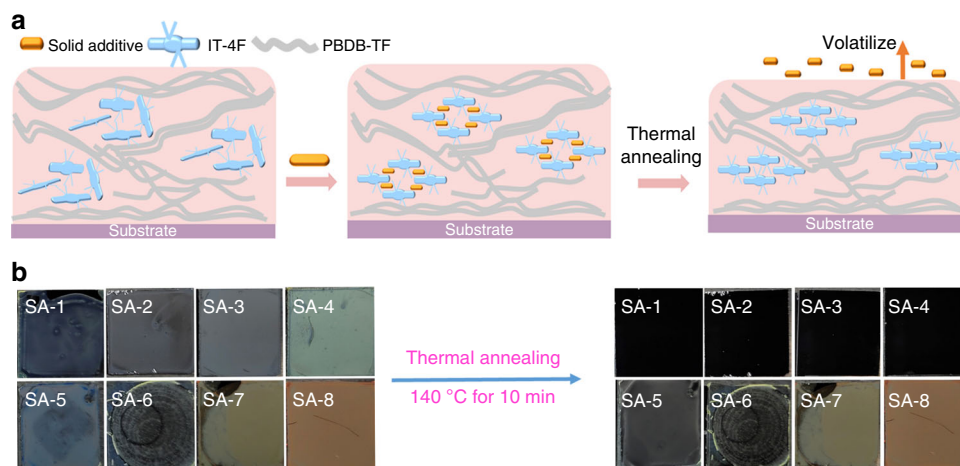 a
Solid additive IT-4F PBDB-TF
Volatilize
Thermal
annealing
Substrate Substrate Substrate
b
SA-1 SA-2 SA-3 SA-4 SA-1 SA-2 SA-3 SA-4
Thermal annealing
140 °C for 10 min
SA-5 SA-6 SA-7 SA-8 SA-5 SA-6 SA-7 SA-8